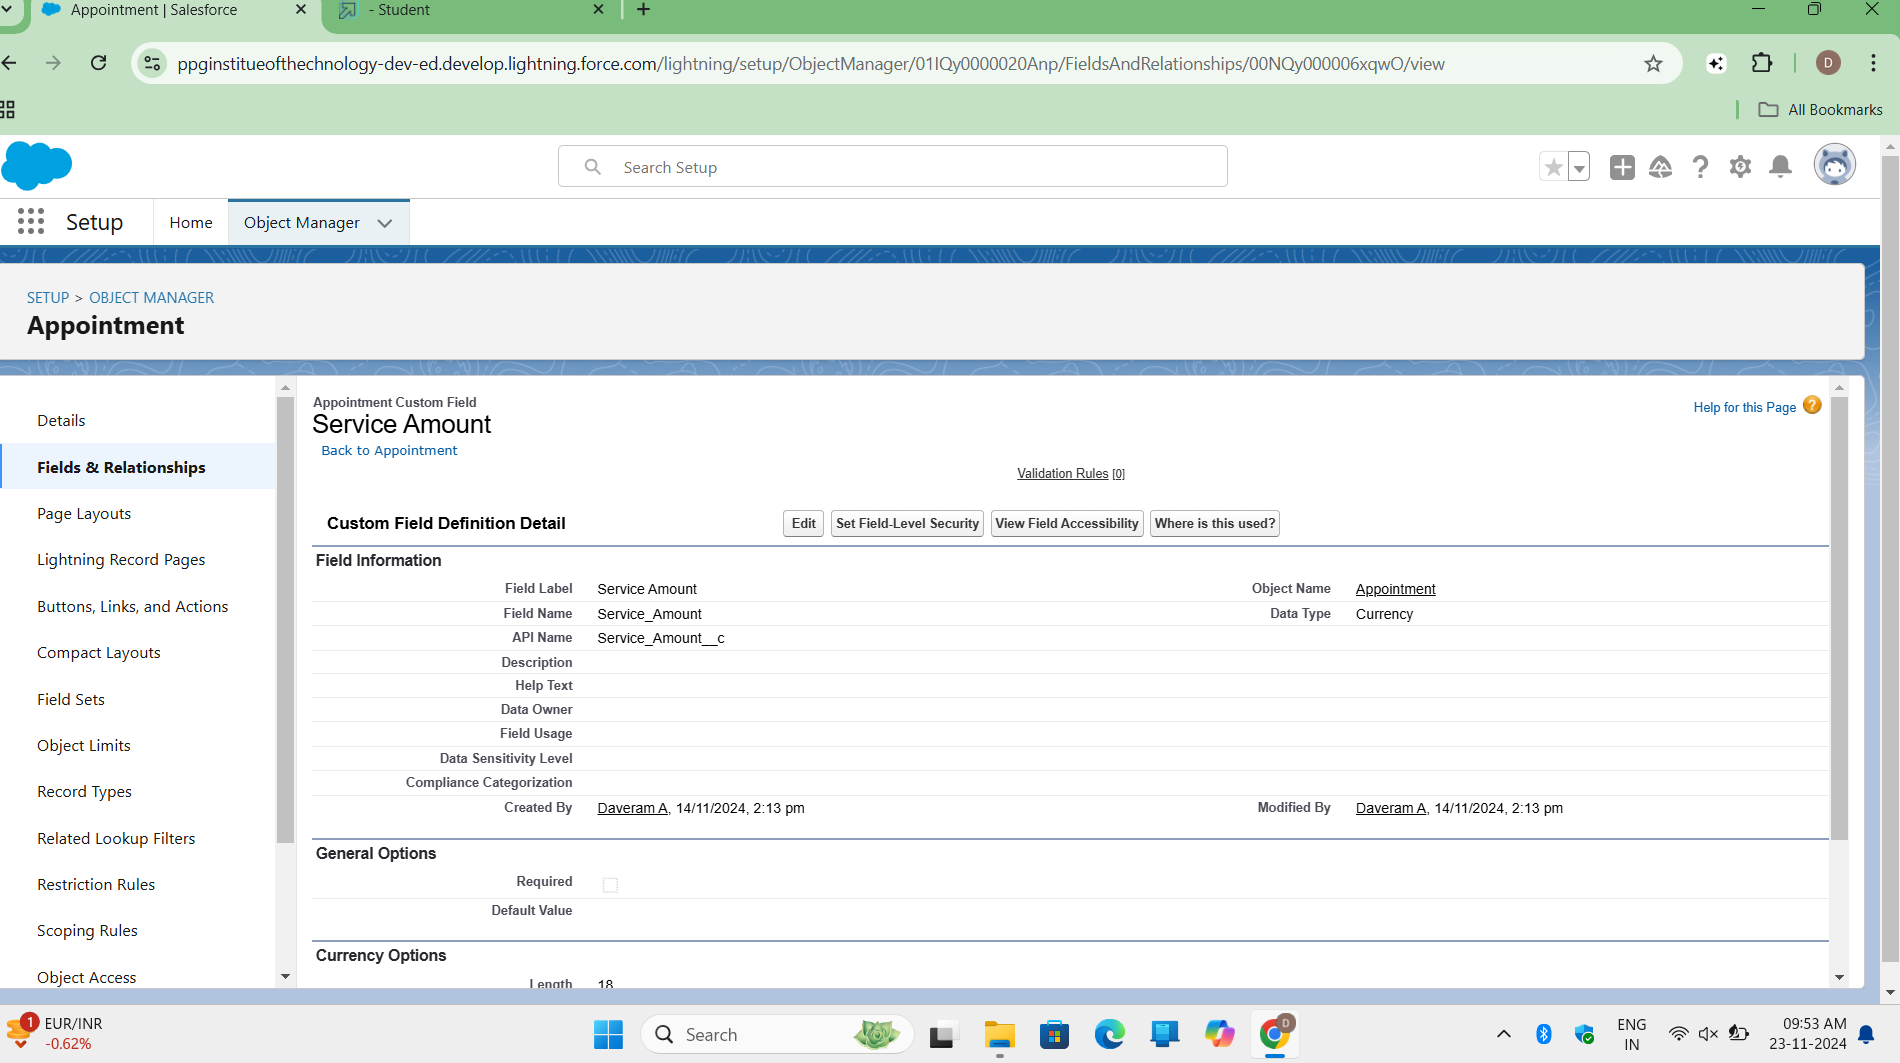 Appointment | Salesforce
- Student
ppginstitueofthechnology-dev-ed.develop.lightning.force.com/lightning/setup/ObjectManager/01IQy0000020Anp/FieldsAndRelationships/00NQy000006xqwO/view
D
All Bookmarks
Search Setup
Setup
Home
Object Manager
SETUP > OBJECT MANAGER
Appointment
Details
Fields & Relationships
Page Layouts
Lightning Record Pages
Buttons, Links, and Actions
Compact Layouts
Field Sets
Object Limits
Record Types
Related Lookup Filters
Restriction Rules
Scoping Rules
Object Access
Appointment Custom Field
Service Amount
Back to Appointment
Help for this Page ?
Validation Rules [0]
Custom Field Definition Detail
Edit
Set Field-Level Security
View Field Accessibility
Where is this used?
Field Information
Field Label Service Amount
Object Name Appointment
Field Name Service_Amount
Data Type Currency
API Name Service_Amount__c
Description
Help Text
Data Owner
Field Usage
Data Sensitivity Level
Compliance Categorization
Created By Daveram A, 14/11/2024, 2:13 pm
Modified By Daveram A, 14/11/2024, 2:13 pm
General Options
Required
Default Value
Currency Options
Length 18
1
EUR/INR
-0.62%
Search
D
ENG
IN
09:53 AM
23-11-2024